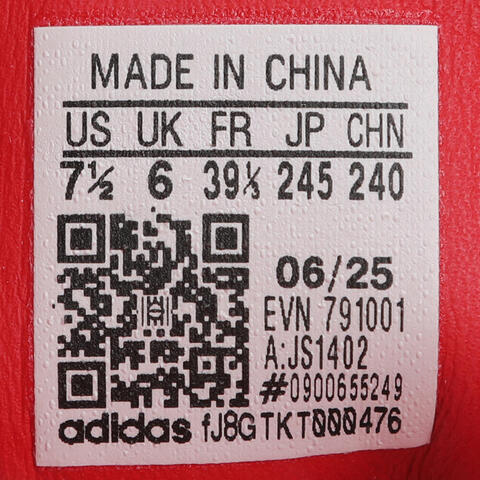 MADE IN CHINA
US UK FR JP CHN
7½ 6 39⅓ 245 240
06/25
EVN 791001
A:JS1402
#0900655249
adidas fJ8GTKT000476